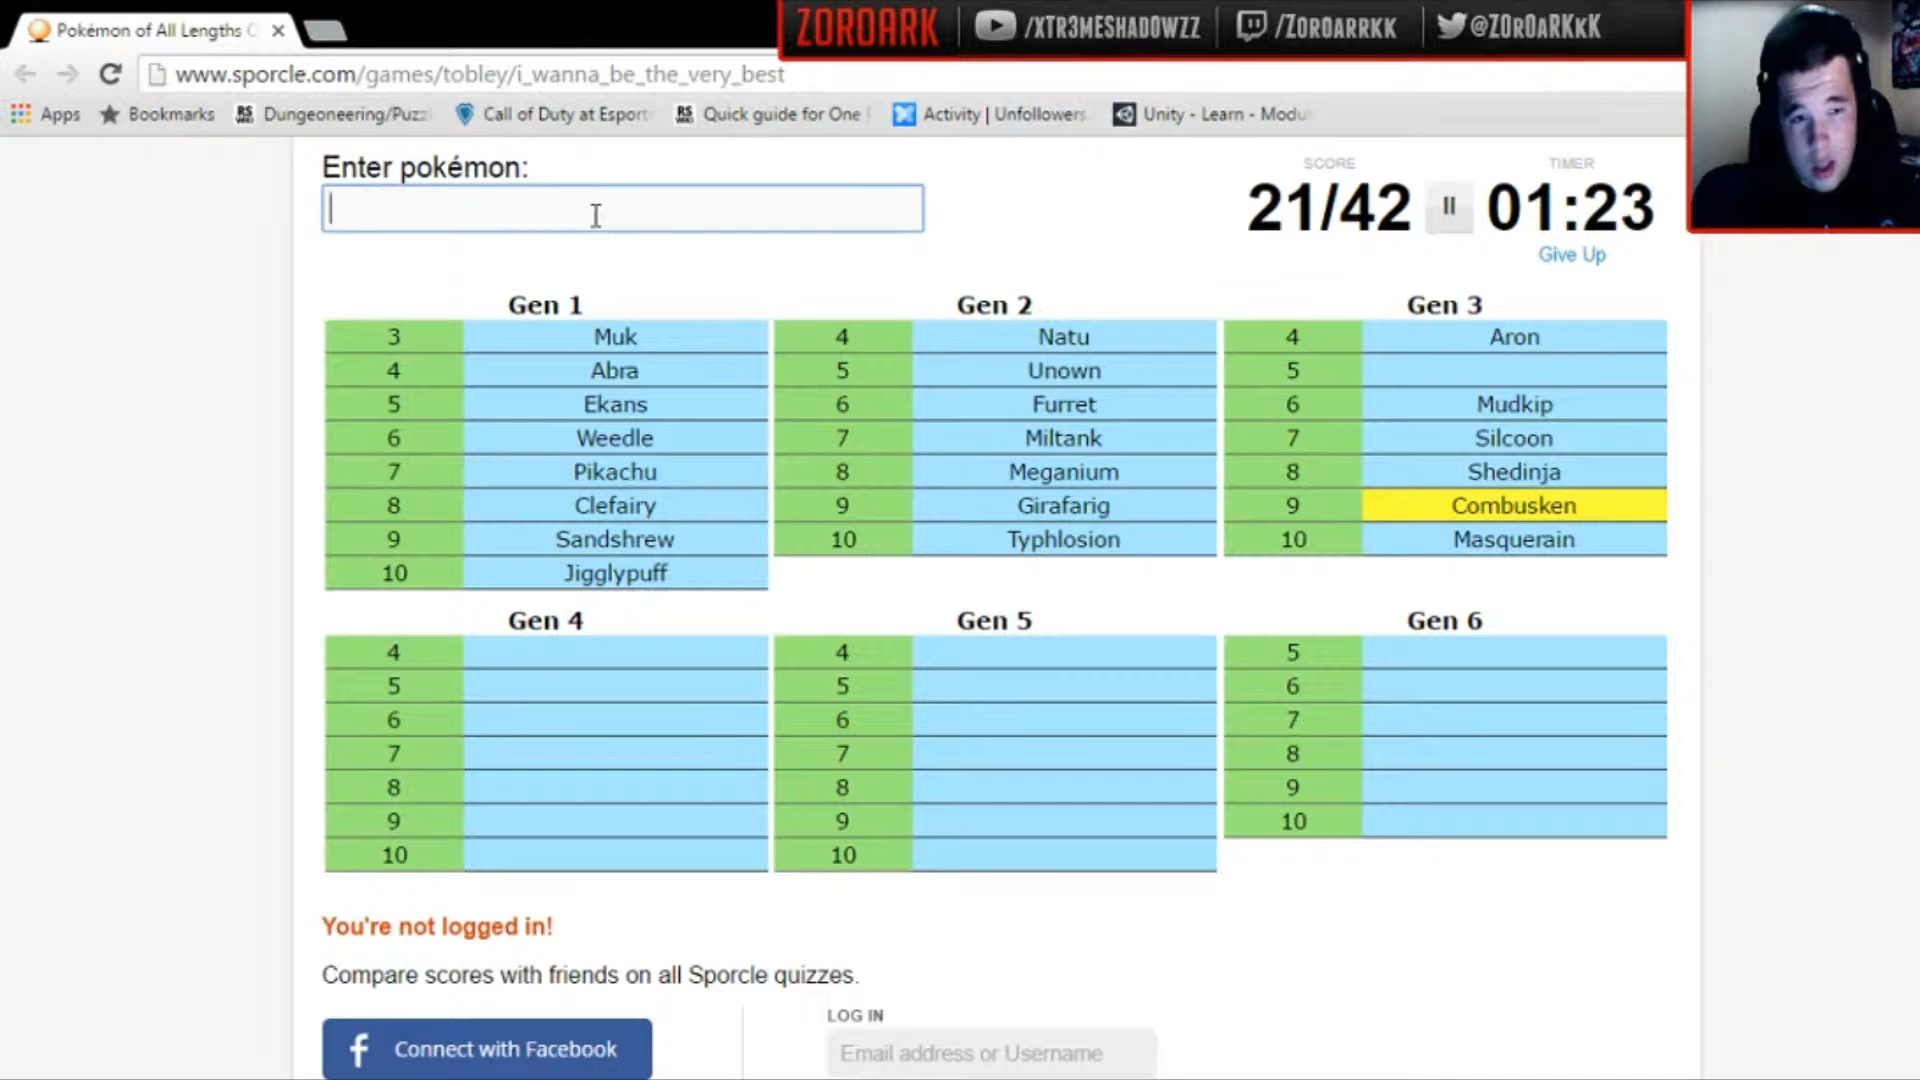 Pokémon of All Lengths
ZOROARK /XTR3MESHADOWZZ /ZOROARRKK @ZOROARKKK
www.sporcle.com/games/tobley/i_wanna_be_the_very_best
Apps Bookmarks Dungeoneering/Puzz Call of Duty at Esport Quick guide for One Activity | Unfollowers Unity - Learn - Modu
Enter pokémon:
SCORE TIMER
21/42 01:23
Give Up
Gen 1 Gen 2 Gen 3
3 Muk 4 Natu 4 Aron
4 Abra 5 Unown 5
5 Ekans 6 Furret 6 Mudkip
6 Weedle 7 Miltank 7 Silcoon
7 Pikachu 8 Meganium 8 Shedinja
8 Clefairy 9 Girafarig 9 Combusken
9 Sandshrew 10 Typhlosion 10 Masquerain
10 Jigglypuff
Gen 4 Gen 5 Gen 6
4 4 5
5 5 6
6 6 7
7 7 8
8 8 9
9 9 10
10 10
You're not logged in!
Compare scores with friends on all Sporcle quizzes.
LOG IN
f Connect with Facebook Email address or Username